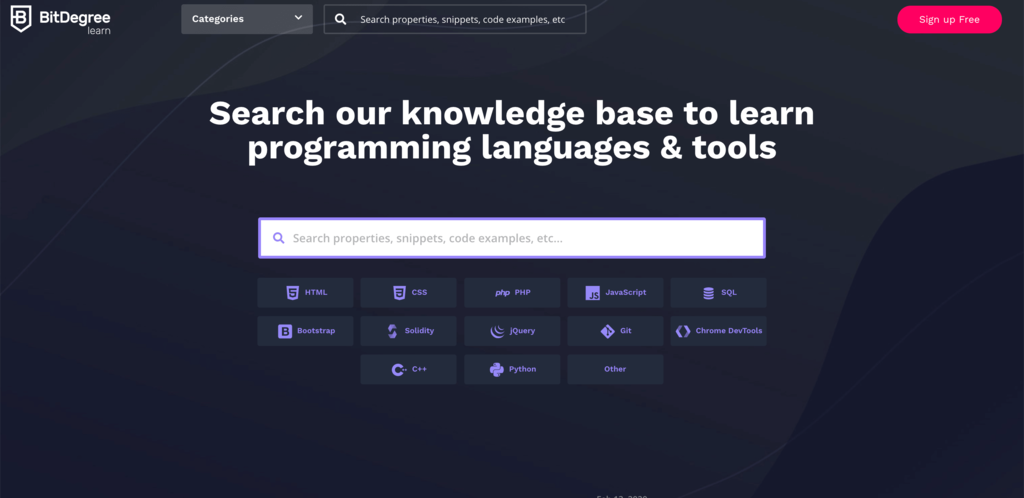 BitDegree
learn
Categories
Search properties, snippets, code examples, etc
Sign up Free
Search our knowledge base to learn
programming languages & tools
Search properties, snippets, code examples, etc...
HTML
CSS
php PHP
JS JavaScript
SQL
B Bootstrap
Solidity
jQuery
Git
Chrome DevTools
C++
Python
Other